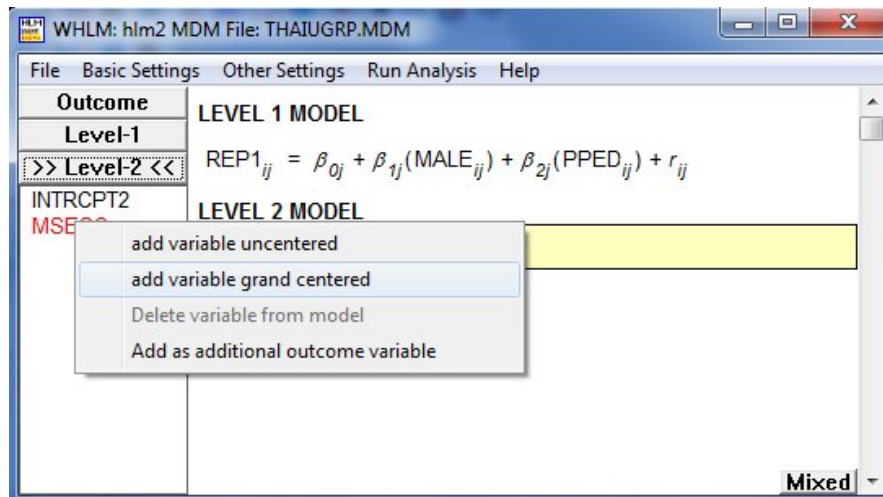 WHLM: hlm2 MDM File: THAIUGRP.MDM
File Basic Settings Other Settings Run Analysis Help
Outcome
Level-1
>> Level-2 <<
INTRCPT2
LEVEL 1 MODEL
REP1ij = β0j + β1j(MALEij) + β2j(PPEDij) + rij
LEVEL 2 MODEL
add variable uncentered
add variable grand centered
Delete variable from model
Add as additional outcome variable
Mixed